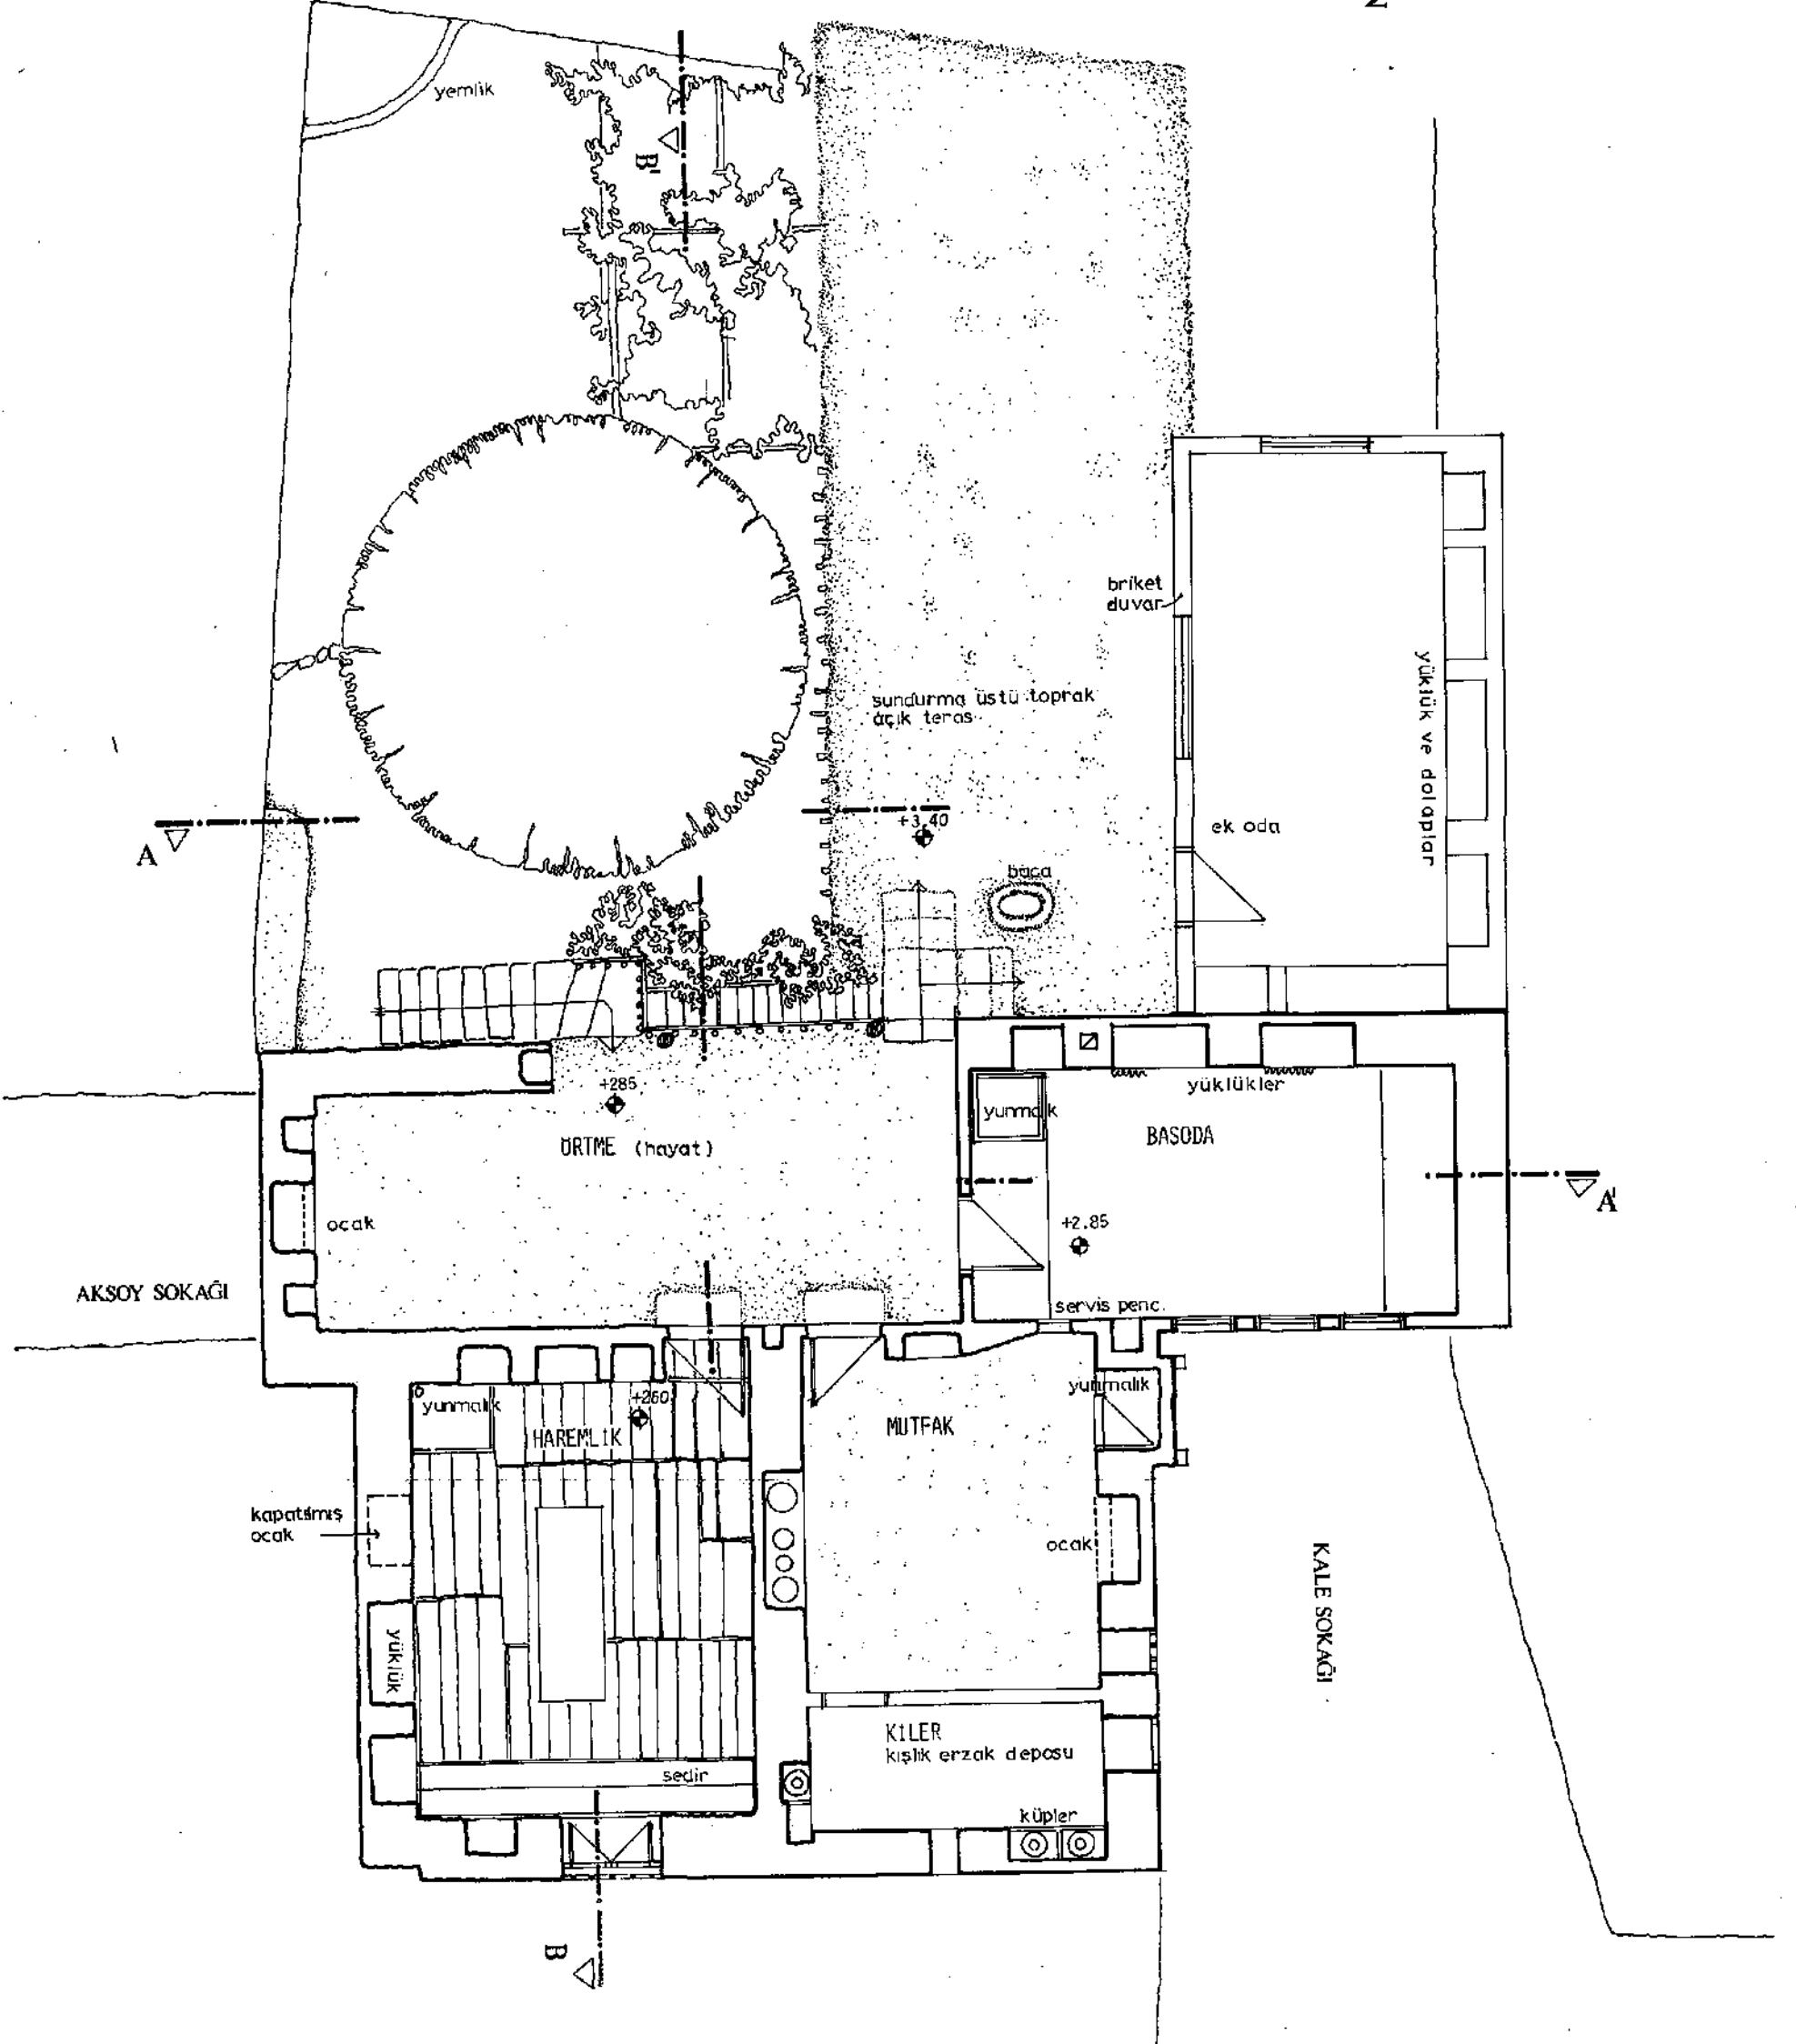 Z
yemlik
B'
briket
duvar
yüklük ve dolaplar
sundurma üstü toprak
açık teras
+3,40
ek oda
A
baca
+285
yüklükler
yunmalık
BASODA
ÖRTME (hayat)
A'
ocak
+2.85
AKSOY SOKAĞI
servis penc.
yunmalık
yunmalık
+260
MUTFAK
HAREMLİK
kapatılmış
ocak
ocak
KALE SOKAĞI
yüklük
KİLER
kışlık erzak deposu
sedir
küpler
B